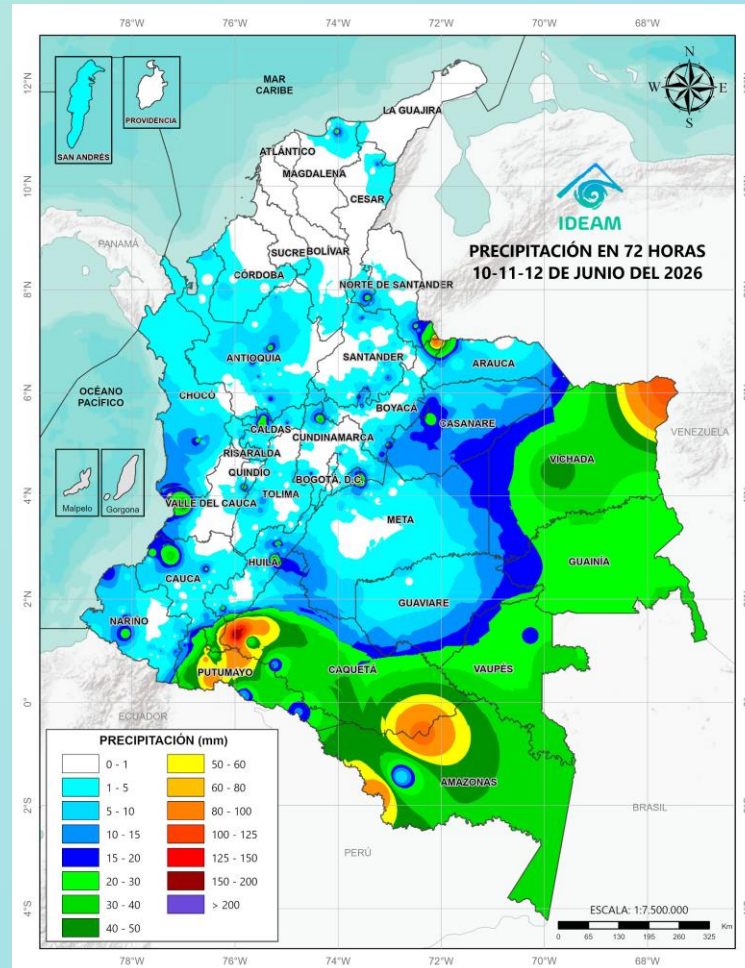 78°W 76°W 74°W 72°W 70°W 68°W
12°N
10°N
8°N
6°N
4°N
2°N
0°
2°S
4°S
SAN ANDRÉS
PROVIDENCIA
MAR
CARIBE
N
W E
S
LA GUAJIRA
ATLÁNTICO
MAGDALENA
CESAR
IDEAM
PRECIPITACIÓN EN 72 HORAS
10-11-12 DE JUNIO DEL 2026
PANAMÁ
SUCRE
BOLÍVAR
CÓRDOBA
NORTE DE SANTANDER
ANTIOQUIA
SANTANDER
ARAUCA
OCÉANO
PACÍFICO
CHOCÓ
BOYACÁ
CASANARE
CALDAS
CUNDINAMARCA
RISARALDA
VENEZUELA
VICHADA
QUINDÍO
BOGOTÁ, D.C.
Malpelo
Gorgona
VALLE DEL CAUCA
TOLIMA
META
GUAINÍA
HUILA
CAUCA
GUAVIARE
NARIÑO
PUTUMAYO
CAQUETÁ
VAUPÉS
ECUADOR
AMAZONAS
BRASIL
PERÚ
PRECIPITACIÓN (mm)
0 - 1 50 - 60
1 - 5 60 - 80
5 - 10 80 - 100
10 - 15 100 - 125
15 - 20 125 - 150
20 - 30 150 - 200
30 - 40 > 200
40 - 50
ESCALA: 1:7.500.000
0 65 130 195 260 325 Km
78°W 76°W 74°W 72°W 70°W 68°W